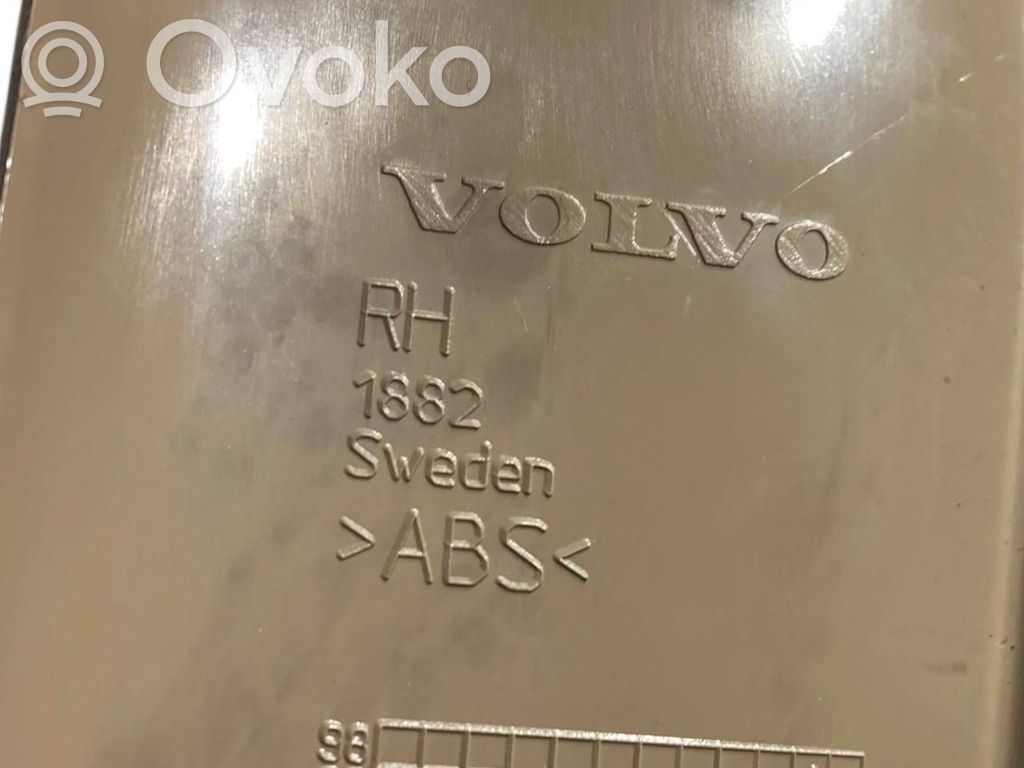 Ovoko
VOLVO
RH
1882
Sweden
>ABS<
98